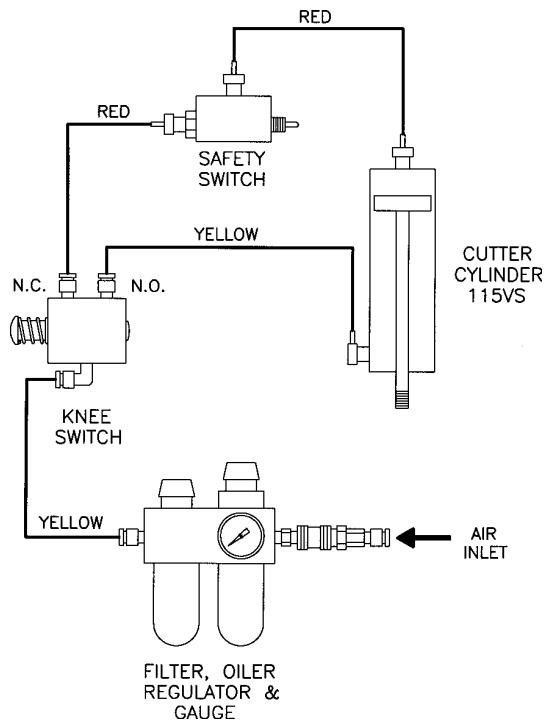 RED
RED
SAFETY
SWITCH
YELLOW
CUTTER
CYLINDER
115VS
N.C.
N.O.
KNEE
SWITCH
YELLOW
AIR
INLET
FILTER, OILER
REGULATOR &
GAUGE